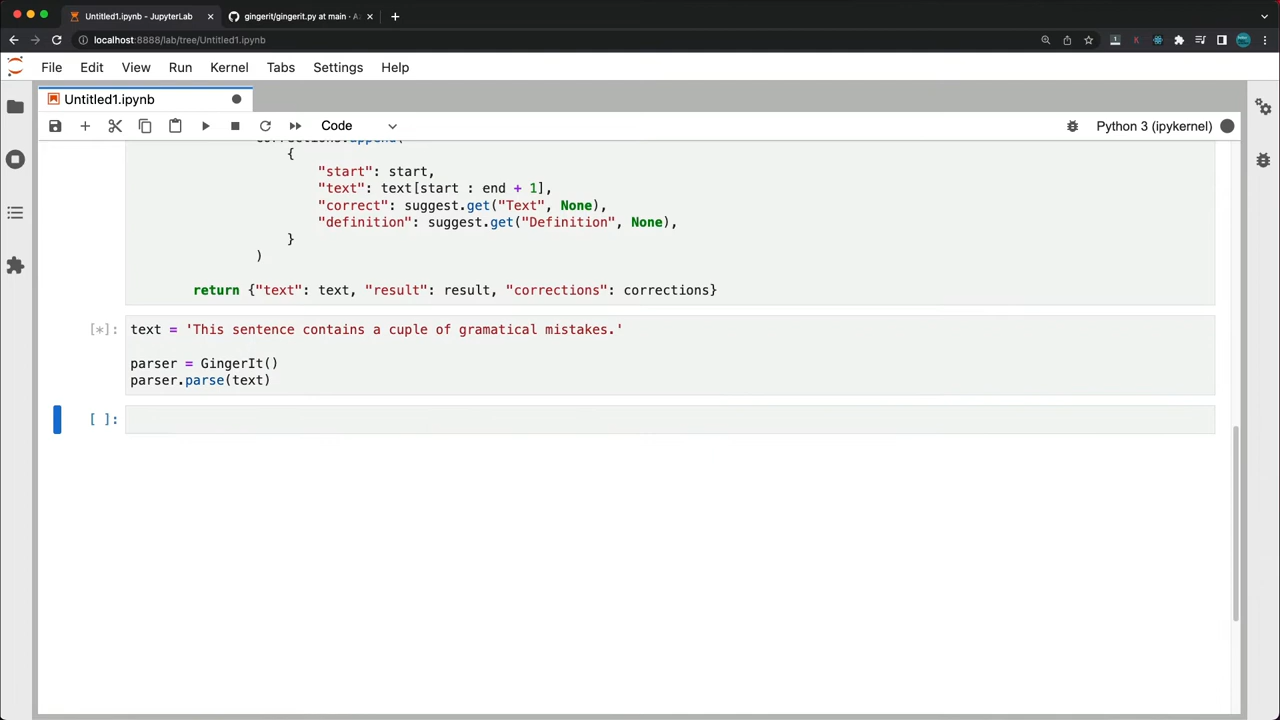 Untitled1.ipynb - JupyterLab
gingerit/gingerit.py at main · A
localhost:8888/lab/tree/Untitled1.ipynb
File Edit View Run Kernel Tabs Settings Help
Untitled1.ipynb
Code
Python 3 (ipykernel)
corrections.append(
{
"start": start,
"text": text[start : end + 1],
"correct": suggest.get("Text", None),
"definition": suggest.get("Definition", None),
}
)
return {"text": text, "result": result, "corrections": corrections}
[*]: text = 'This sentence contains a cuple of gramatical mistakes.'
parser = GingerIt()
parser.parse(text)
[ ]: